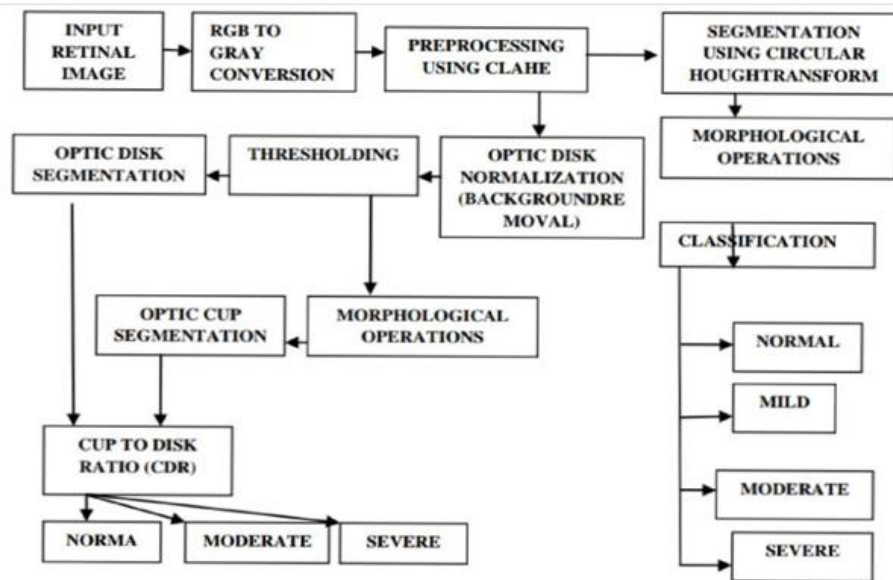 INPUT
RETINAL
IMAGE
RGB TO
GRAY
CONVERSION
PREPROCESSING
USING CLAHE
SEGMENTATION
USING CIRCULAR
HOUGHTRANSFORM
MORPHOLOGICAL
OPERATIONS
OPTIC DISK
SEGMENTATION
THRESHOLDING
OPTIC DISK
NORMALIZATION
(BACKGROUNDRE
MOVAL)
CLASSIFICATION
OPTIC CUP
SEGMENTATION
MORPHOLOGICAL
OPERATIONS
NORMAL
MILD
MODERATE
SEVERE
CUP TO DISK
RATIO (CDR)
NORMA
MODERATE
SEVERE